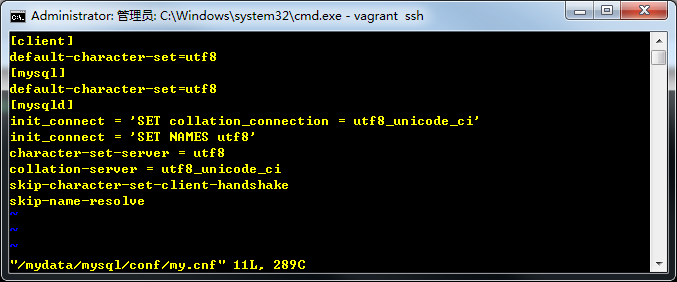 Administrator: 管理员: C:\Windows\system32\cmd.exe - vagrant  ssh
[client]
default-character-set=utf8
[mysql]
default-character-set=utf8
[mysqld]
init_connect = 'SET collation_connection = utf8_unicode_ci'
init_connect = 'SET NAMES utf8'
character-set-server = utf8
collation-server = utf8_unicode_ci
skip-character-set-client-handshake
skip-name-resolve
~
~
~
"/mydata/mysql/conf/my.cnf" 11L, 289C